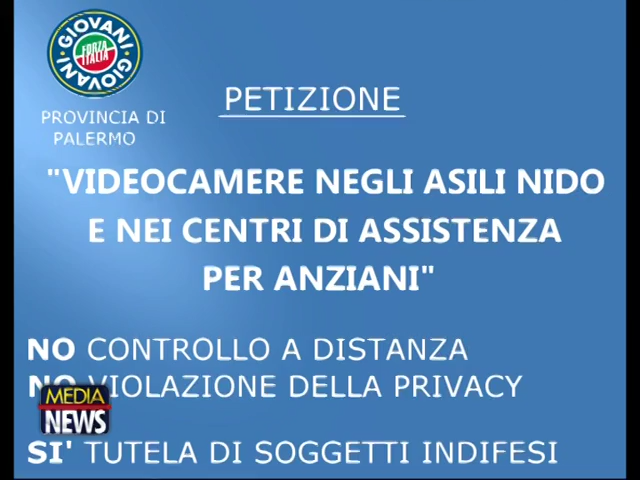 GIOVANI GIOVANI
FORZA
ITALIA
PROVINCIA DI
PALERMO
PETIZIONE
"VIDEOCAMERE NEGLI ASILI NIDO
E NEI CENTRI DI ASSISTENZA
PER ANZIANI"
NO CONTROLLO A DISTANZA
NO VIOLAZIONE DELLA PRIVACY
MEDIA
NEWS
SI' TUTELA DI SOGGETTI INDIFESI